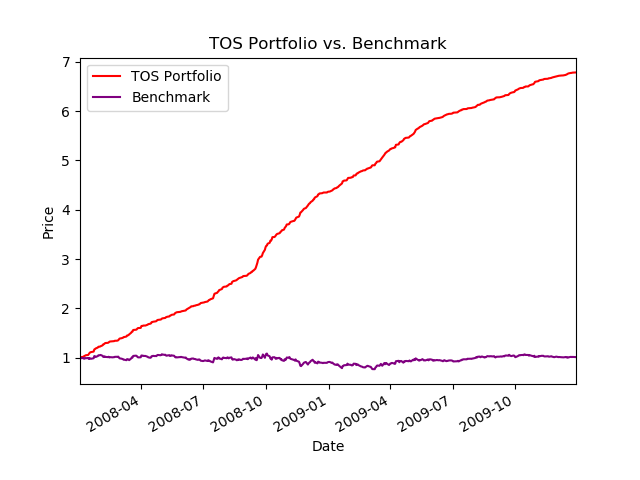 TOS Portfolio vs. Benchmark
7
TOS Portfolio
Benchmark
6
5
4
3
2
1
Price
2008-04
2008-07
2008-10
2009-01
2009-04
2009-07
2009-10
Date